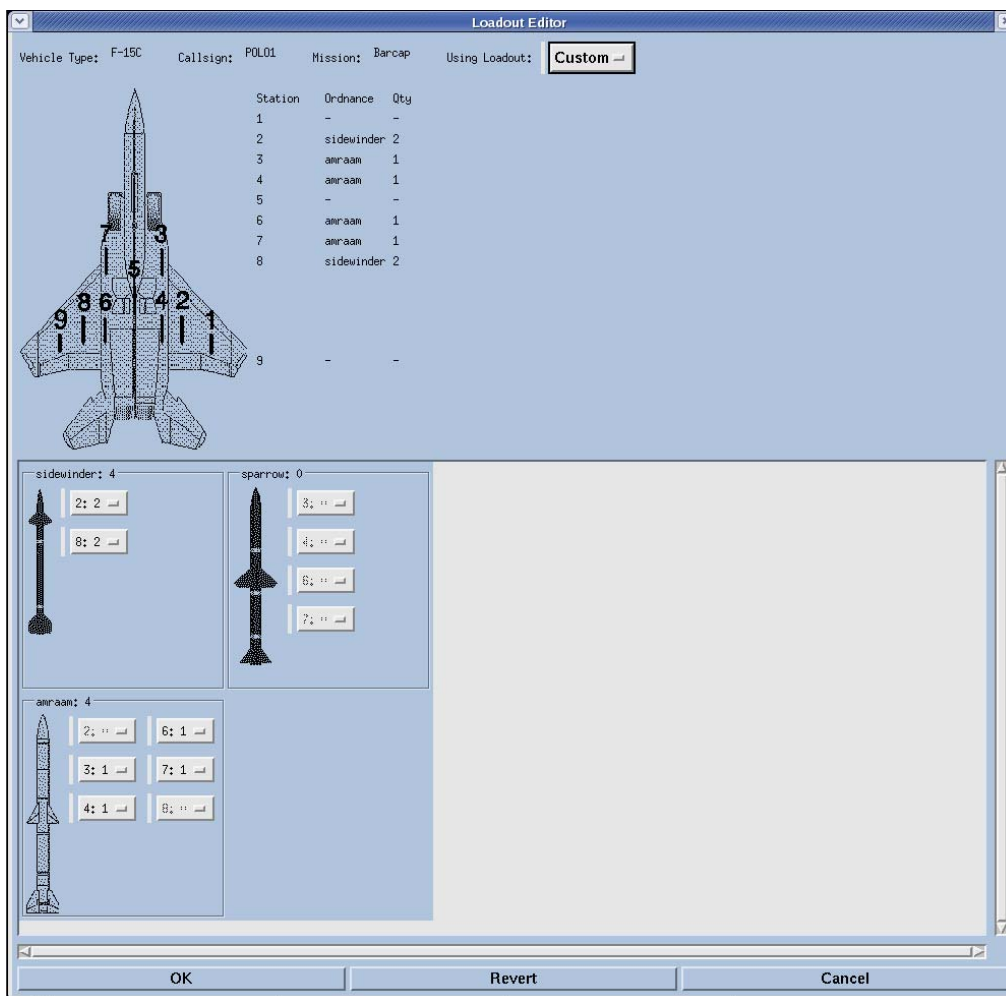 Loadout Editor
Vehicle Type: F-15C Callsign: POLO1 Mission: Barcap Using Loadout: Custom
Station Ordnance Qty
1 - -
2 sidewinder 2
3 amraam 1
4 amraam 1
5 - -
6 amraam 1
7 amraam 1
8 sidewinder 2
9 - -
7 3
5
9 8 6 4 2 1
sidewinder: 4
2: 2
8: 2
sparrow: 0
3: "
4: "
6: "
7: "
amraam: 4
2: " 6: 1
3: 1 7: 1
4: 1 8: "
OK Revert Cancel